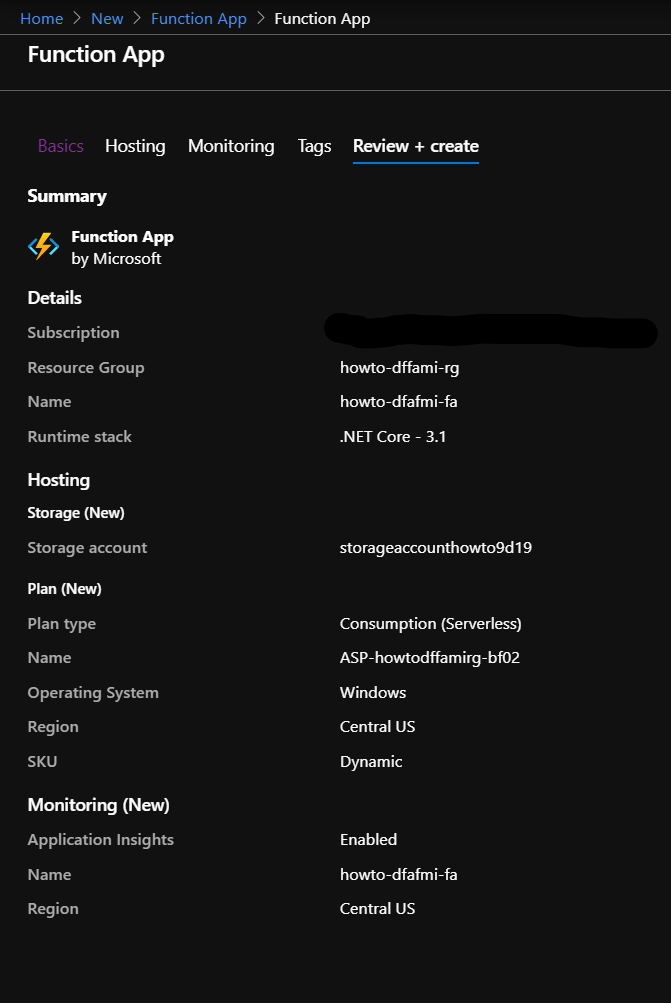 Home > New > Function App > Function App
Function App
Basics Hosting Monitoring Tags Review + create
Summary
Function App
by Microsoft
Details
Subscription
Resource Group howto-dffami-rg
Name howto-dfafmi-fa
Runtime stack .NET Core - 3.1
Hosting
Storage (New)
Storage account storageaccounthowto9d19
Plan (New)
Plan type Consumption (Serverless)
Name ASP-howtodffamirg-bf02
Operating System Windows
Region Central US
SKU Dynamic
Monitoring (New)
Application Insights Enabled
Name howto-dfafmi-fa
Region Central US